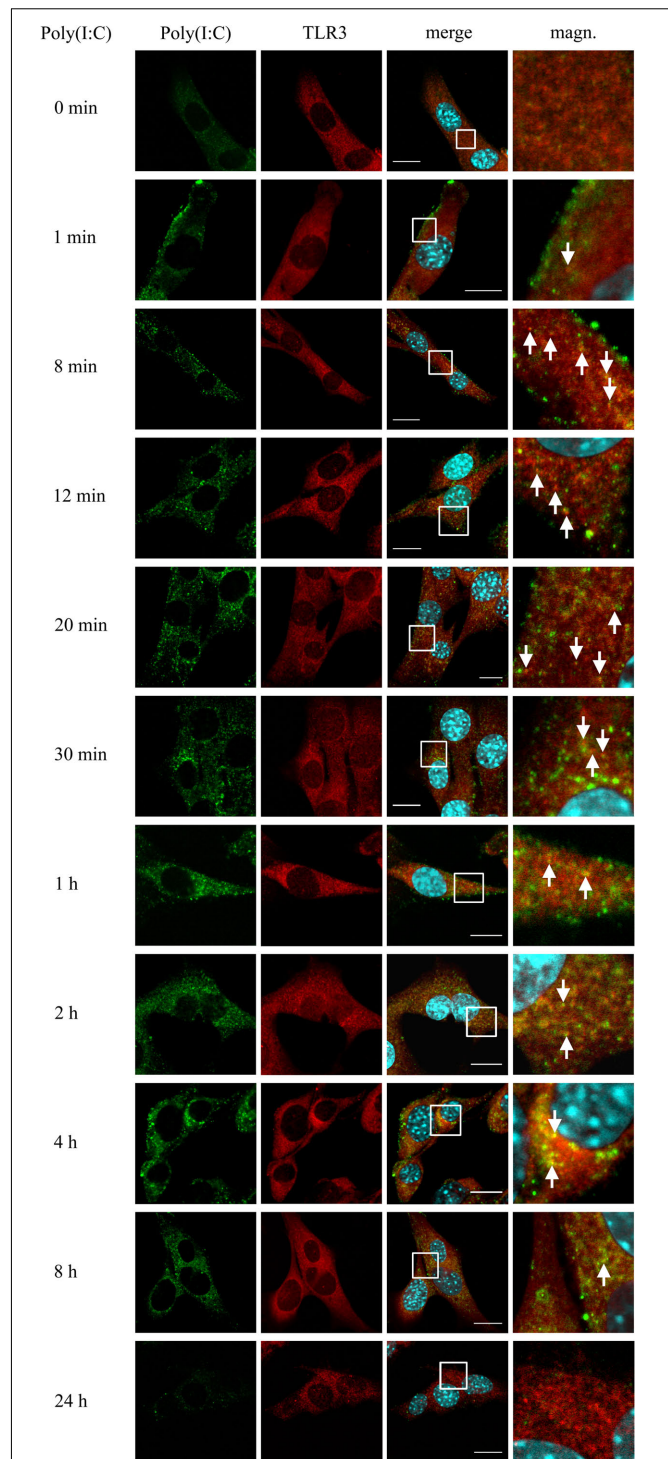 Poly(I:C) Poly(I:C) TLR3 merge magn.
0 min
1 min
8 min
12 min
20 min
30 min
1 h
2 h
4 h
8 h
24 h